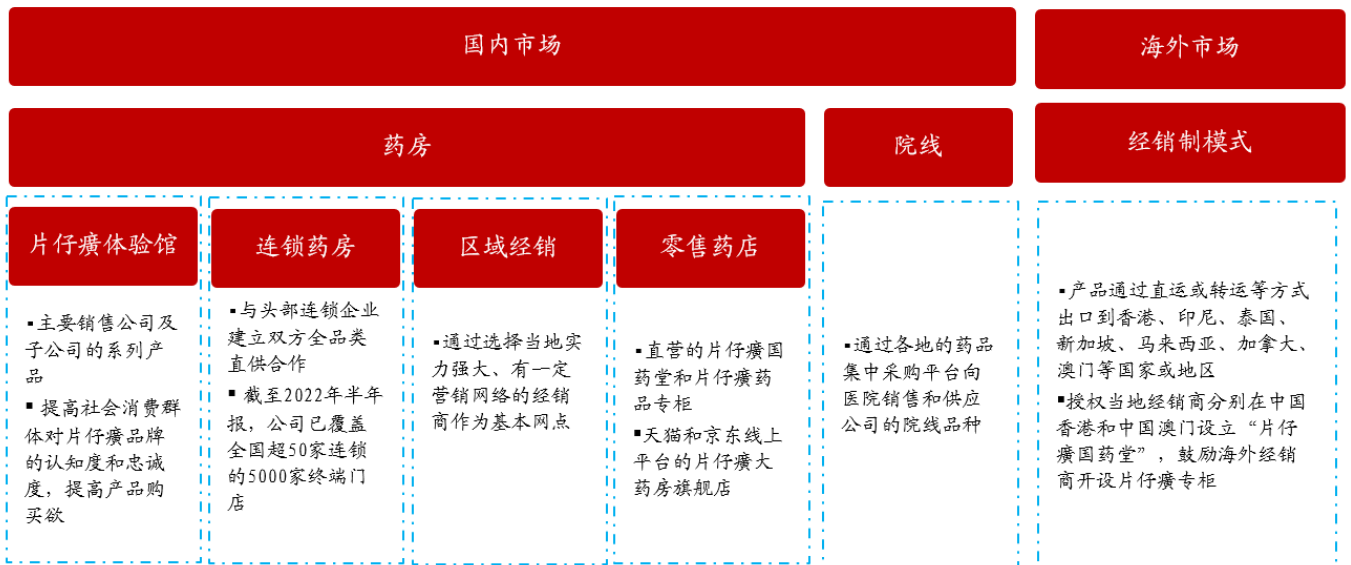 国内市场
海外市场
药房
院线
经销制模式
片仔癀体验馆
▪主要销售公司及
子公司的系列产
品
▪ 提高社会消费群
体对片仔癀品牌
的认知度和忠诚
度，提高产品购
买欲
连锁药房
▪与头部连锁企业
建立双方全品类
直供合作
▪ 截至2022年半年
报，公司已覆盖
全国超50家连锁
的5000家终端门
店
区域经销
▪通过选择当地实
力强大、有一定
营销网络的经销
商作为基本网点
零售药店
▪直营的片仔癀国
药堂和片仔癀药
品专柜
▪天猫和京东线上
平台的片仔癀大
药房旗舰店
▪通过各地的药品
集中采购平台向
医院销售和供应
公司的院线品种
▪产品通过直运或转运等方式
出口到香港、印尼、泰国、
新加坡、马来西亚、加拿大、
澳门等国家或地区
▪授权当地经销商分别在中国
香港和中国澳门设立“片仔
癀国药堂”，鼓励海外经销
商开设片仔癀专柜